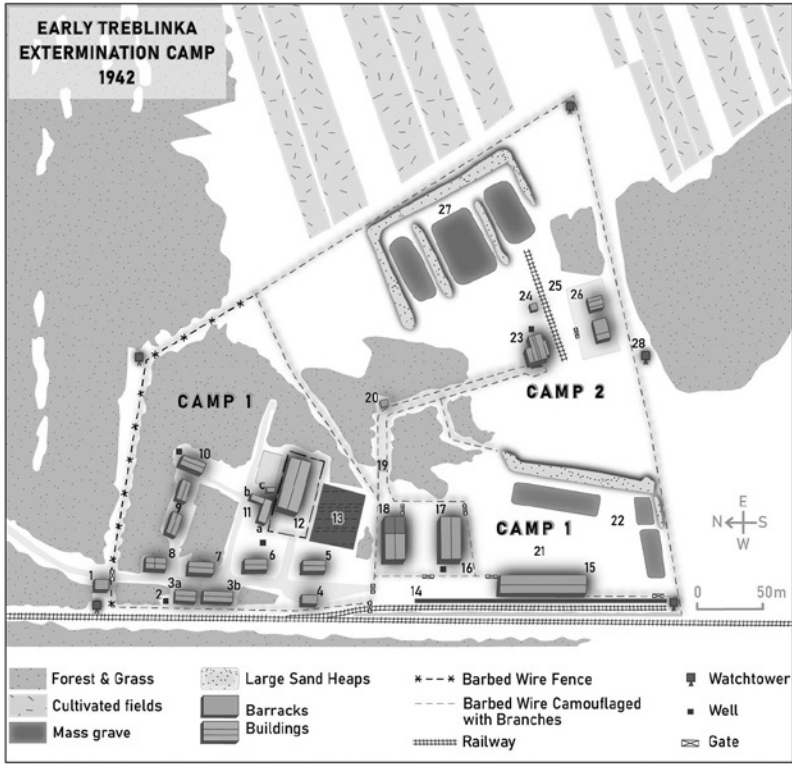 EARLY TREBLINKA
EXTERMINATION CAMP
1942
27
25
24
26
23
28
CAMP 2
20
CAMP 1
10
19
c
b
9
11
12
13
a
18
17
CAMP 1
22
E
N S
W
8
7
6
5
16
21
15
1
2
3a
3b
4
14
0 50m
Forest & Grass
Cultivated fields
Mass grave
Large Sand Heaps
Barracks
Buildings
Barbed Wire Fence
Barbed Wire Camouflaged
with Branches
Railway
Watchtower
Well
Gate